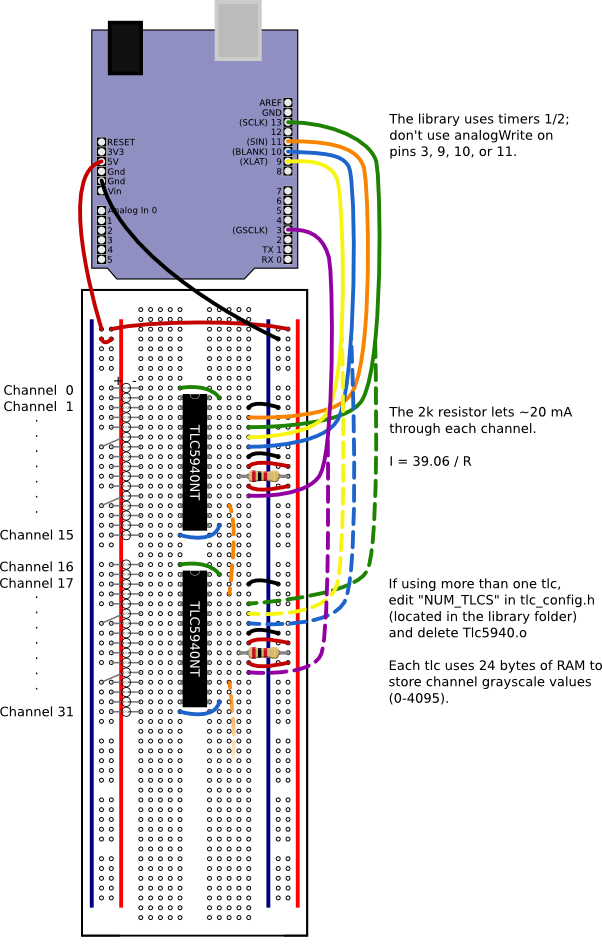 AREF
GND
(SCLK) 13
12
(SIN) 11
(BLANK) 10
(XLAT) 9
8
7
6
5
4
(GSCLK) 3
2
TX 1
RX 0
RESET
3V3
5V
Gnd
Gnd
Vin
Analog In 0
1
2
3
4
5
The library uses timers 1/2;
don't use analogWrite on
pins 3, 9, 10, or 11.
+ -
Channel 0
Channel 1
.
.
.
.
.
.
.
Channel 15
Channel 16
Channel 17
.
.
.
.
.
.
.
Channel 31
TLC5940NT
TLC5940NT
The 2k resistor lets ~20 mA
through each channel.
I = 39.06 / R
If using more than one tlc,
edit "NUM_TLCS" in tlc_config.h
(located in the library folder)
and delete Tlc5940.o
Each tlc uses 24 bytes of RAM to
store channel grayscale values
(0-4095).